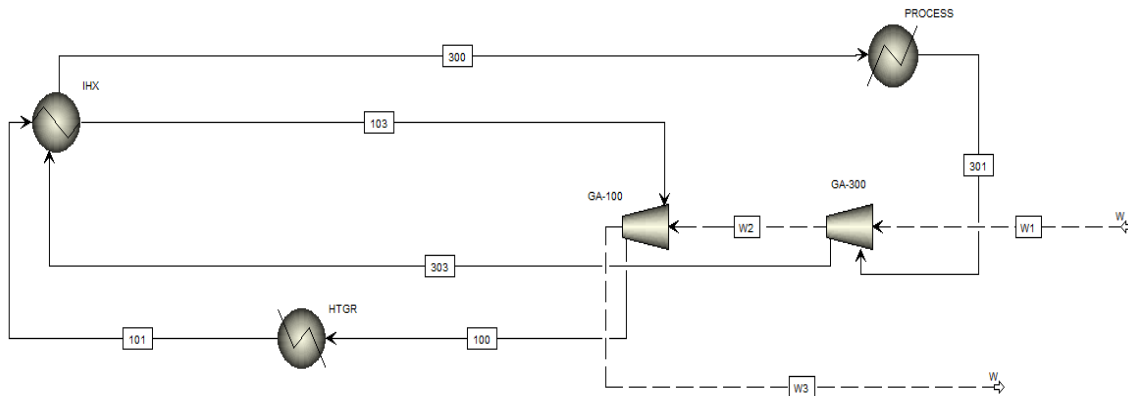 PROCESS
300
IHX
103
301
GA-100
GA-300
W2
W1
W
303
HTGR
101
100
W3
W